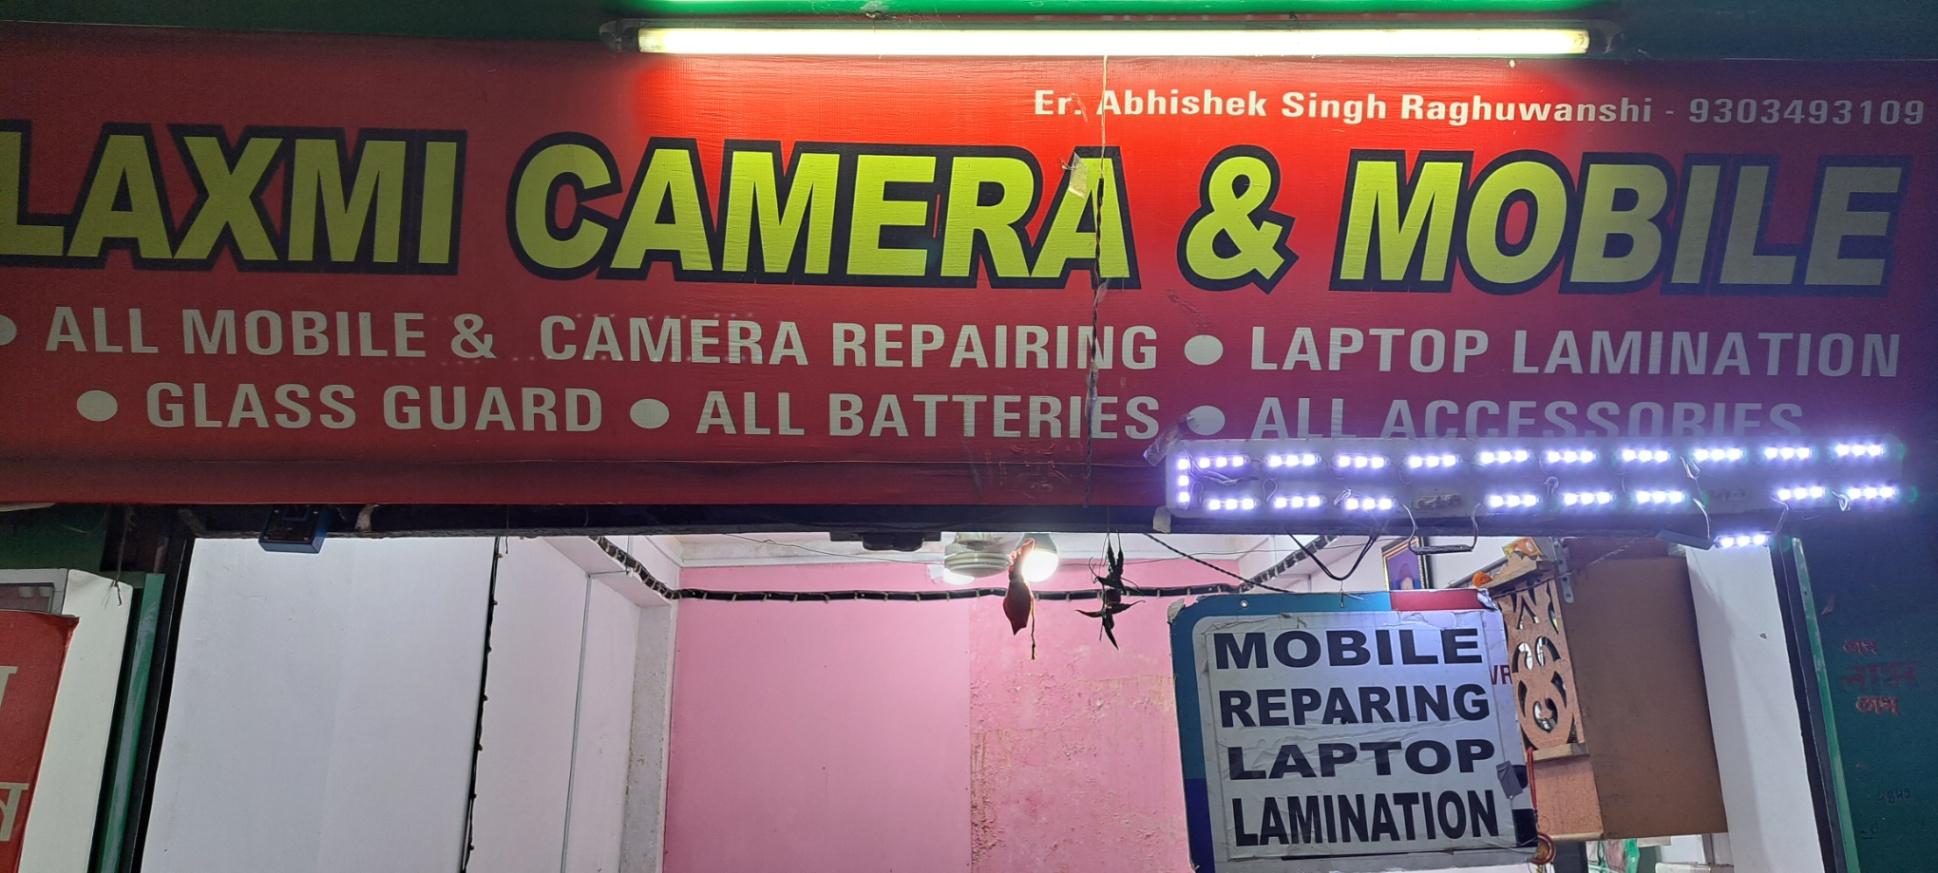 Er. Abhishek Singh Raghuwanshi - 9303493109
LAXMI CAMERA & MOBILE
• ALL MOBILE & CAMERA REPAIRING • LAPTOP LAMINATION
• GLASS GUARD • ALL BATTERIES • ALL ACCESSORIES
MOBILE
REPARING
LAPTOP
LAMINATION